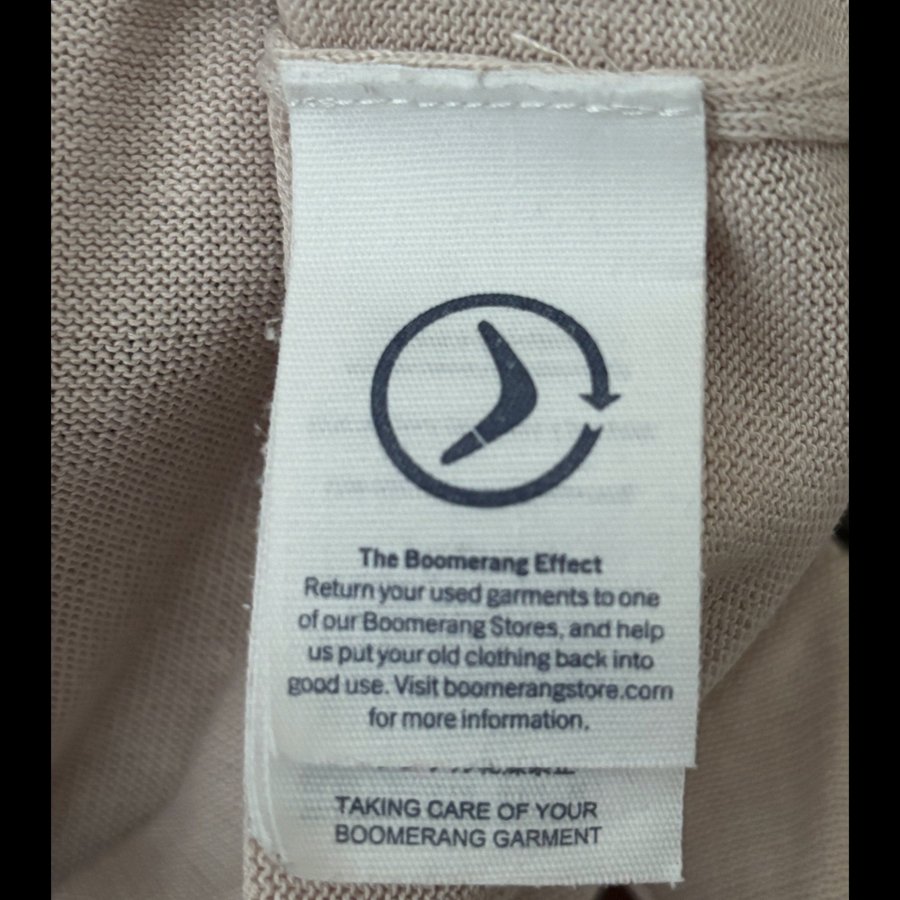 The Boomerang Effect
Return your used garments to one
of our Boomerang Stores, and help
us put your old clothing back into
good use. Visit boomerangstore.com
for more information.
TAKING CARE OF YOUR
BOOMERANG GARMENT